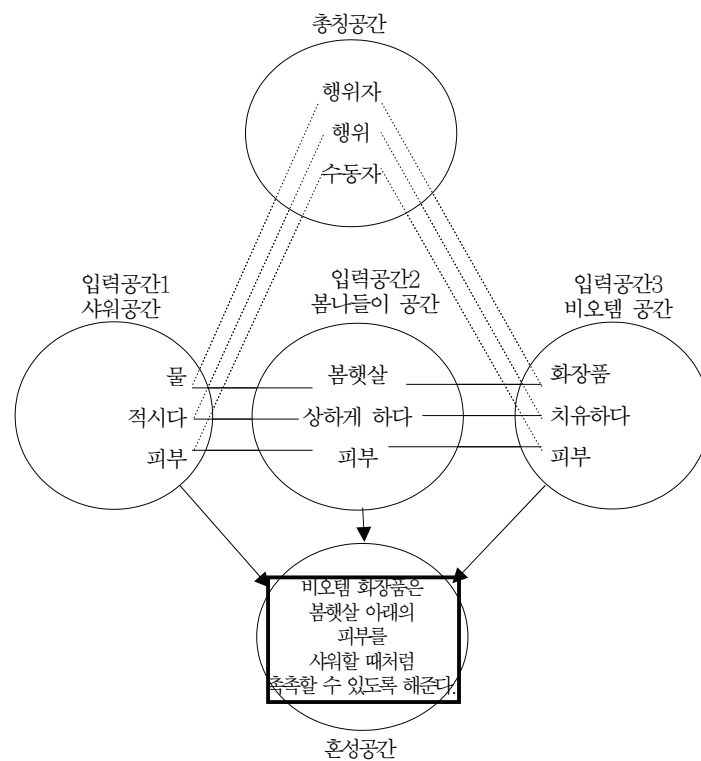 총칭공간
행위자
행위
수동자
입력공간1
샤워공간
입력공간2
봄나들이 공간
입력공간3
비오템 공간
물
적시다
피부
봄햇살
상하게 하다
피부
화장품
치유하다
피부
비오템 화장품은
봄햇살 아래의
피부를
샤워할 때처럼
촉촉할 수 있도록 해준다.
혼성공간